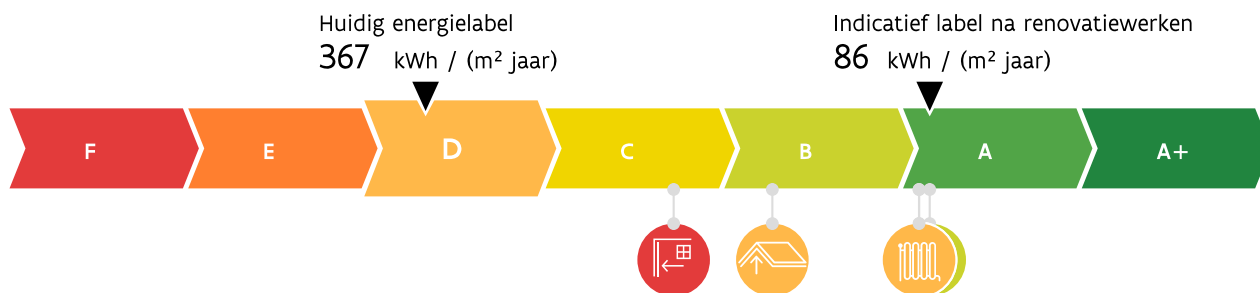 Huidig energielabel
367 kWh / (m² jaar)
Indicatief label na renovatiewerken
86 kWh / (m² jaar)
F E D C B A A+